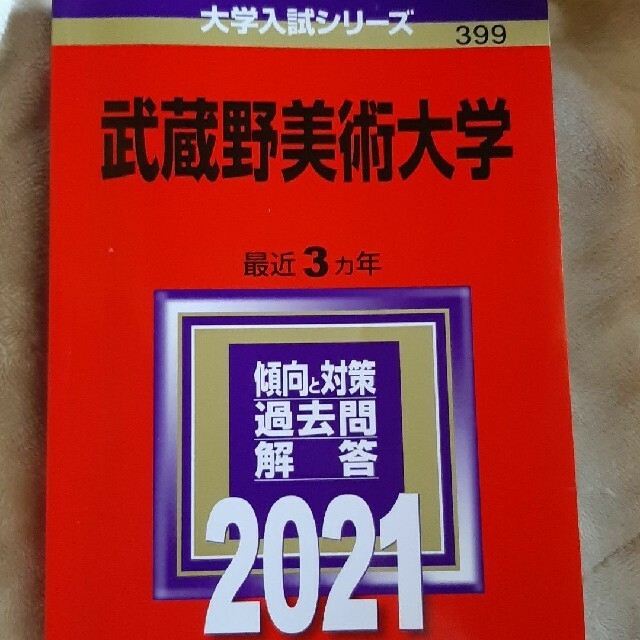 大学入試シリーズ
399
武蔵野美術大学
最近3ヵ年
傾向と対策
過去問
解答
2021